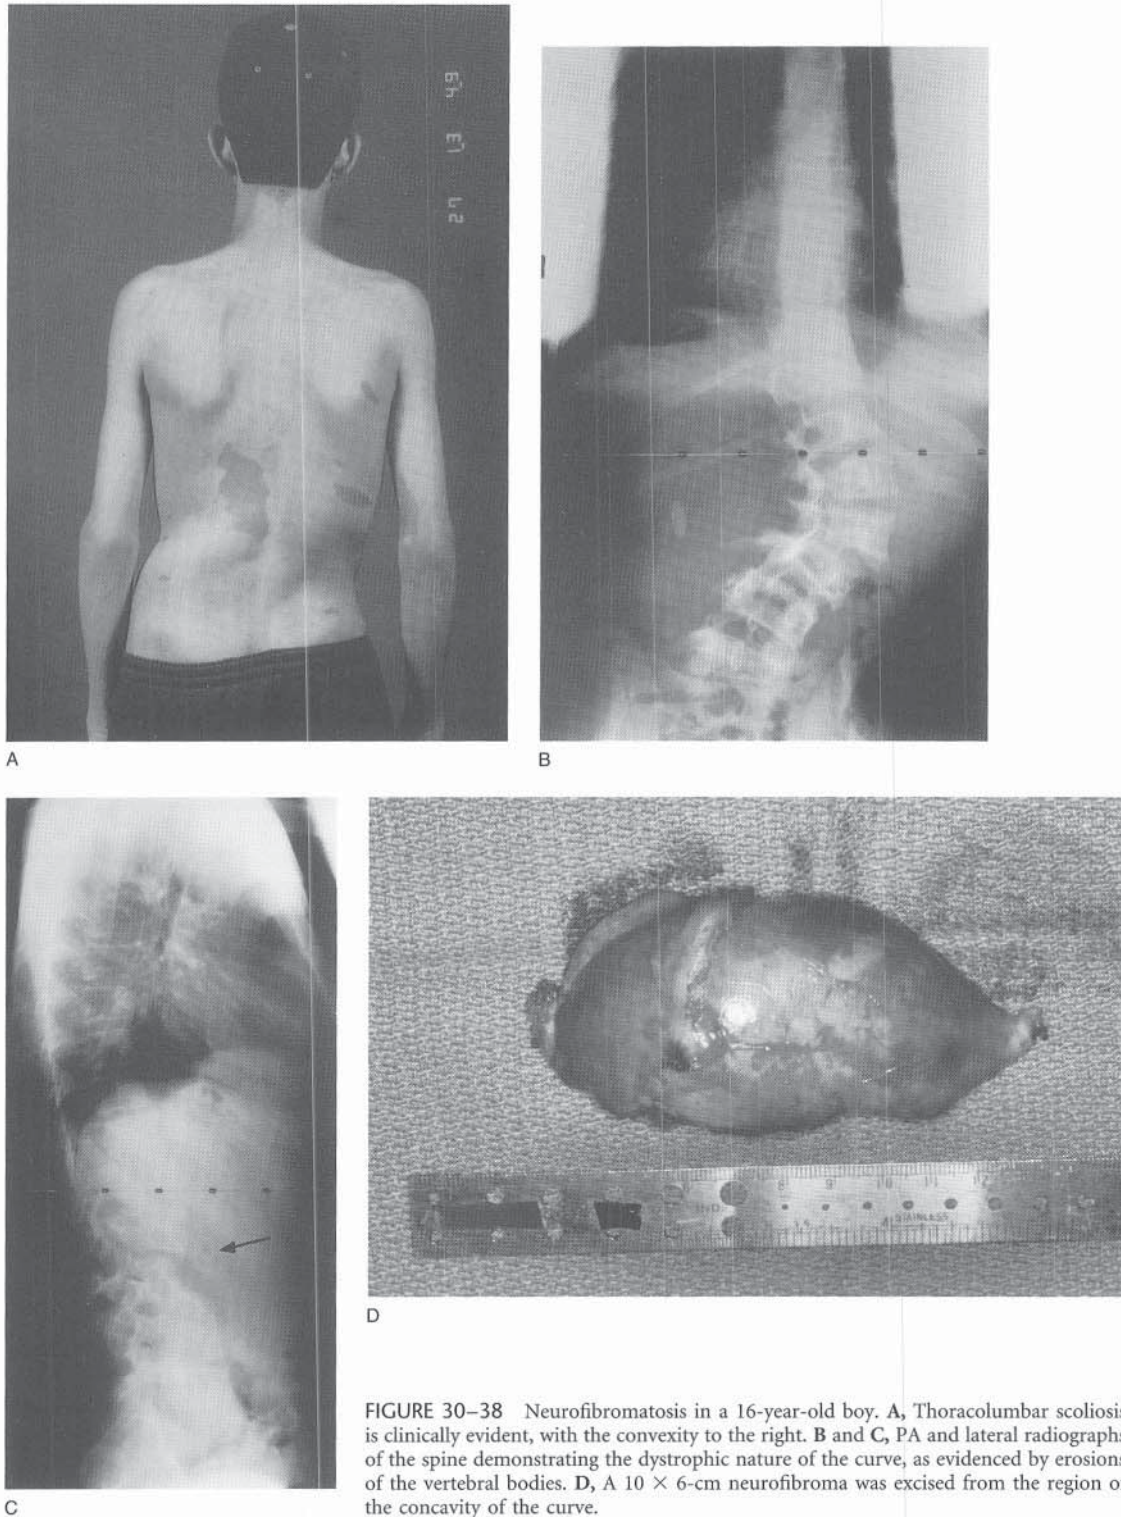 A
B
C
D
FIGURE 30–38 Neurofibromatosis in a 16-year-old boy. A, Thoracolumbar scoliosis
is clinically evident, with the convexity to the right. B and C, PA and lateral radiographs
of the spine demonstrating the dystrophic nature of the curve, as evidenced by erosions
of the vertebral bodies. D, A 10 × 6-cm neurofibroma was excised from the region of
the concavity of the curve.
STAINLESS